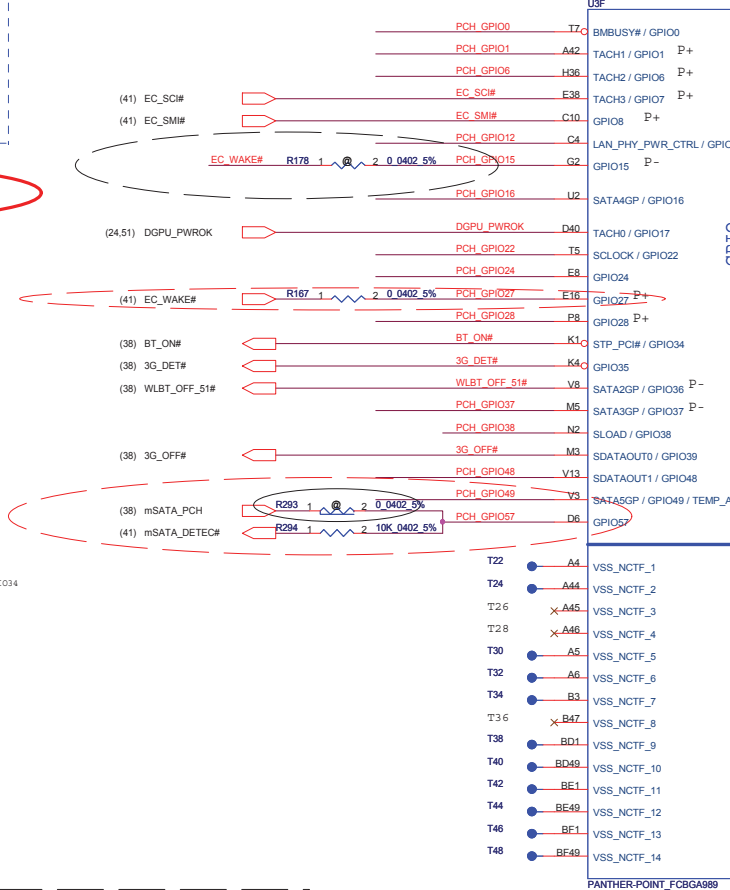 U3F
PCH_GPIO0 T7 BMBUSY# / GPIO0
PCH_GPIO1 A42 TACH1 / GPIO1 P+
PCH_GPIO6 H36 TACH2 / GPIO6 P+
(41) EC_SCI# EC_SCI# E38 TACH3 / GPIO7 P+
(41) EC_SMI# EC_SMI# C10 GPIO8 P+
PCH_GPIO12 C4 LAN_PHY_PWR_CTRL / GPIO
EC_WAKE# R178 1 @ 2 0_0402_5% PCH_GPIO15 G2 GPIO15 P-
PCH_GPIO16 U2 SATA4GP / GPIO16
(24,51) DGPU_PWROK DGPU_PWROK D40 TACH0 / GPIO17
PCH_GPIO22 T5 SCLOCK / GPIO22
PCH_GPIO24 E8 GPIO24
(41) EC_WAKE# R167 1 2 0_0402_5% PCH_GPIO27 E16 GPIO27 P+
PCH_GPIO28 P8 GPIO28 P+
(38) BT_ON# BT_ON# K1 STP_PCI# / GPIO34
(38) 3G_DET# 3G_DET# K4 GPIO35
(38) WLBT_OFF_51# WLBT_OFF_51# V8 SATA2GP / GPIO36 P-
PCH_GPIO37 M5 SATA3GP / GPIO37 P-
PCH_GPIO38 N2 SLOAD / GPIO38
(38) 3G_OFF# 3G_OFF# M3 SDATAOUT0 / GPIO39
PCH_GPIO48 V13 SDATAOUT1 / GPIO48
PCH_GPIO49 V3 SATA5GP / GPIO49 / TEMP_A
(38) mSATA_PCH R293 1 @ 2 0_0402_5%
PCH_GPIO57 D6 GPIO57
(41) mSATA_DETEC# R294 1 2 10K_0402_5%
T22 A4 VSS_NCTF_1
IO34
T24 A44 VSS_NCTF_2
T26 A45 VSS_NCTF_3
T28 A46 VSS_NCTF_4
T30 A5 VSS_NCTF_5
T32 A6 VSS_NCTF_6
T34 B3 VSS_NCTF_7
T36 B47 VSS_NCTF_8
T38 BD1 VSS_NCTF_9
T40 BD49 VSS_NCTF_10
T42 BE1 VSS_NCTF_11
T44 BE49 VSS_NCTF_12
T46 BF1 VSS_NCTF_13
T48 BF49 VSS_NCTF_14
PANTHER-POINT_FCBGA989